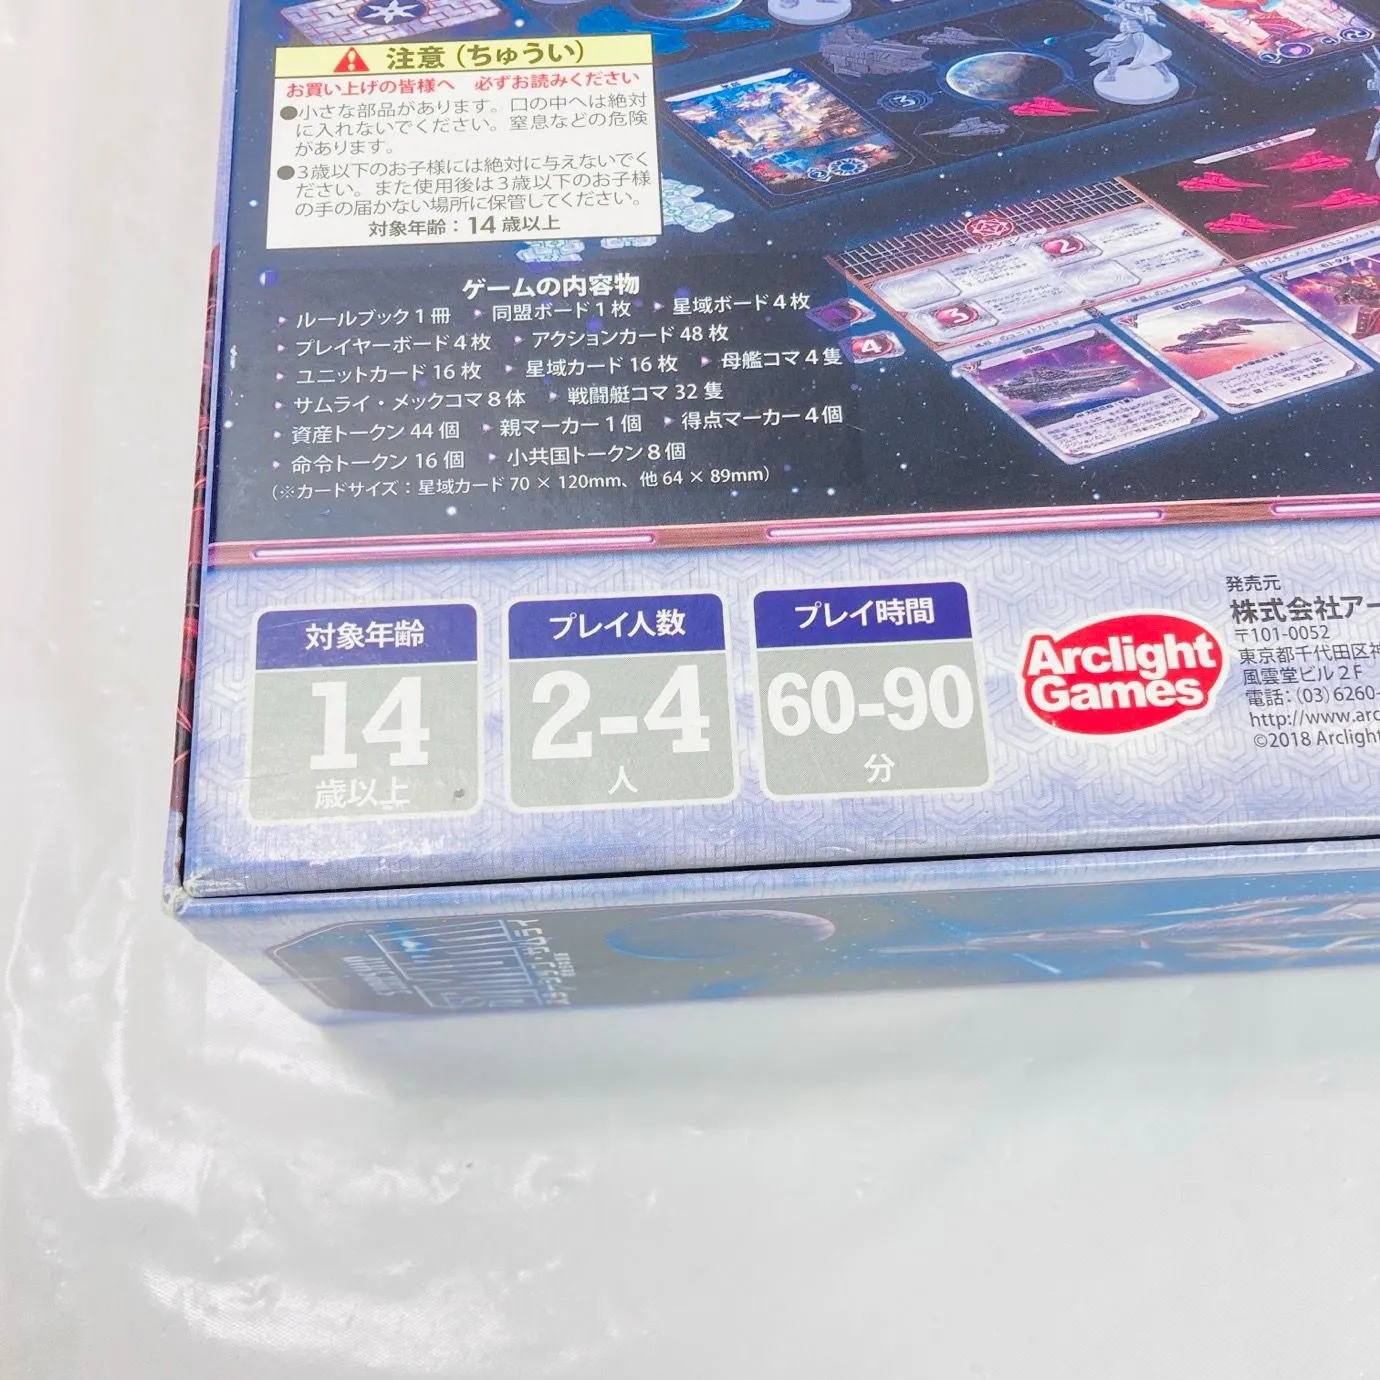 注意(ちゅうい)
お買い上げの皆様へ 必ずお読みください
●小さな部品があります。口の中へは絶対
に入れないでください。窒息などの危険
があります。
●3歳以下のお子様には絶対に与えないでく
ださい。また使用後は3歳以下のお子様
の手の届かない場所に保管してください。
対象年齢：14歳以上
ゲームの内容物
ルールブック1冊 同盟ボード1枚 星域ボード4枚
プレイヤーボード4枚 アクションカード48枚
ユニットカード16枚 星域カード16枚 母艦コマ4隻
サムライ・メックコマ8体 戦闘艇コマ32隻
資産トークン44個 親マーカー1個 得点マーカー4個
命令トークン16個 小共国トークン8個
(※カードサイズ：星域カード70×120mm、他64×89mm)
2
3
4
対象年齢
14
歳以上
プレイ人数
2-4
人
プレイ時間
60-90
分
Arclight
Games
発売元
株式会社アー
〒101-0052
東京都千代田区神
風雲堂ビル2F
電話：(03)6260-
http://www.arc
©2018 Arclight